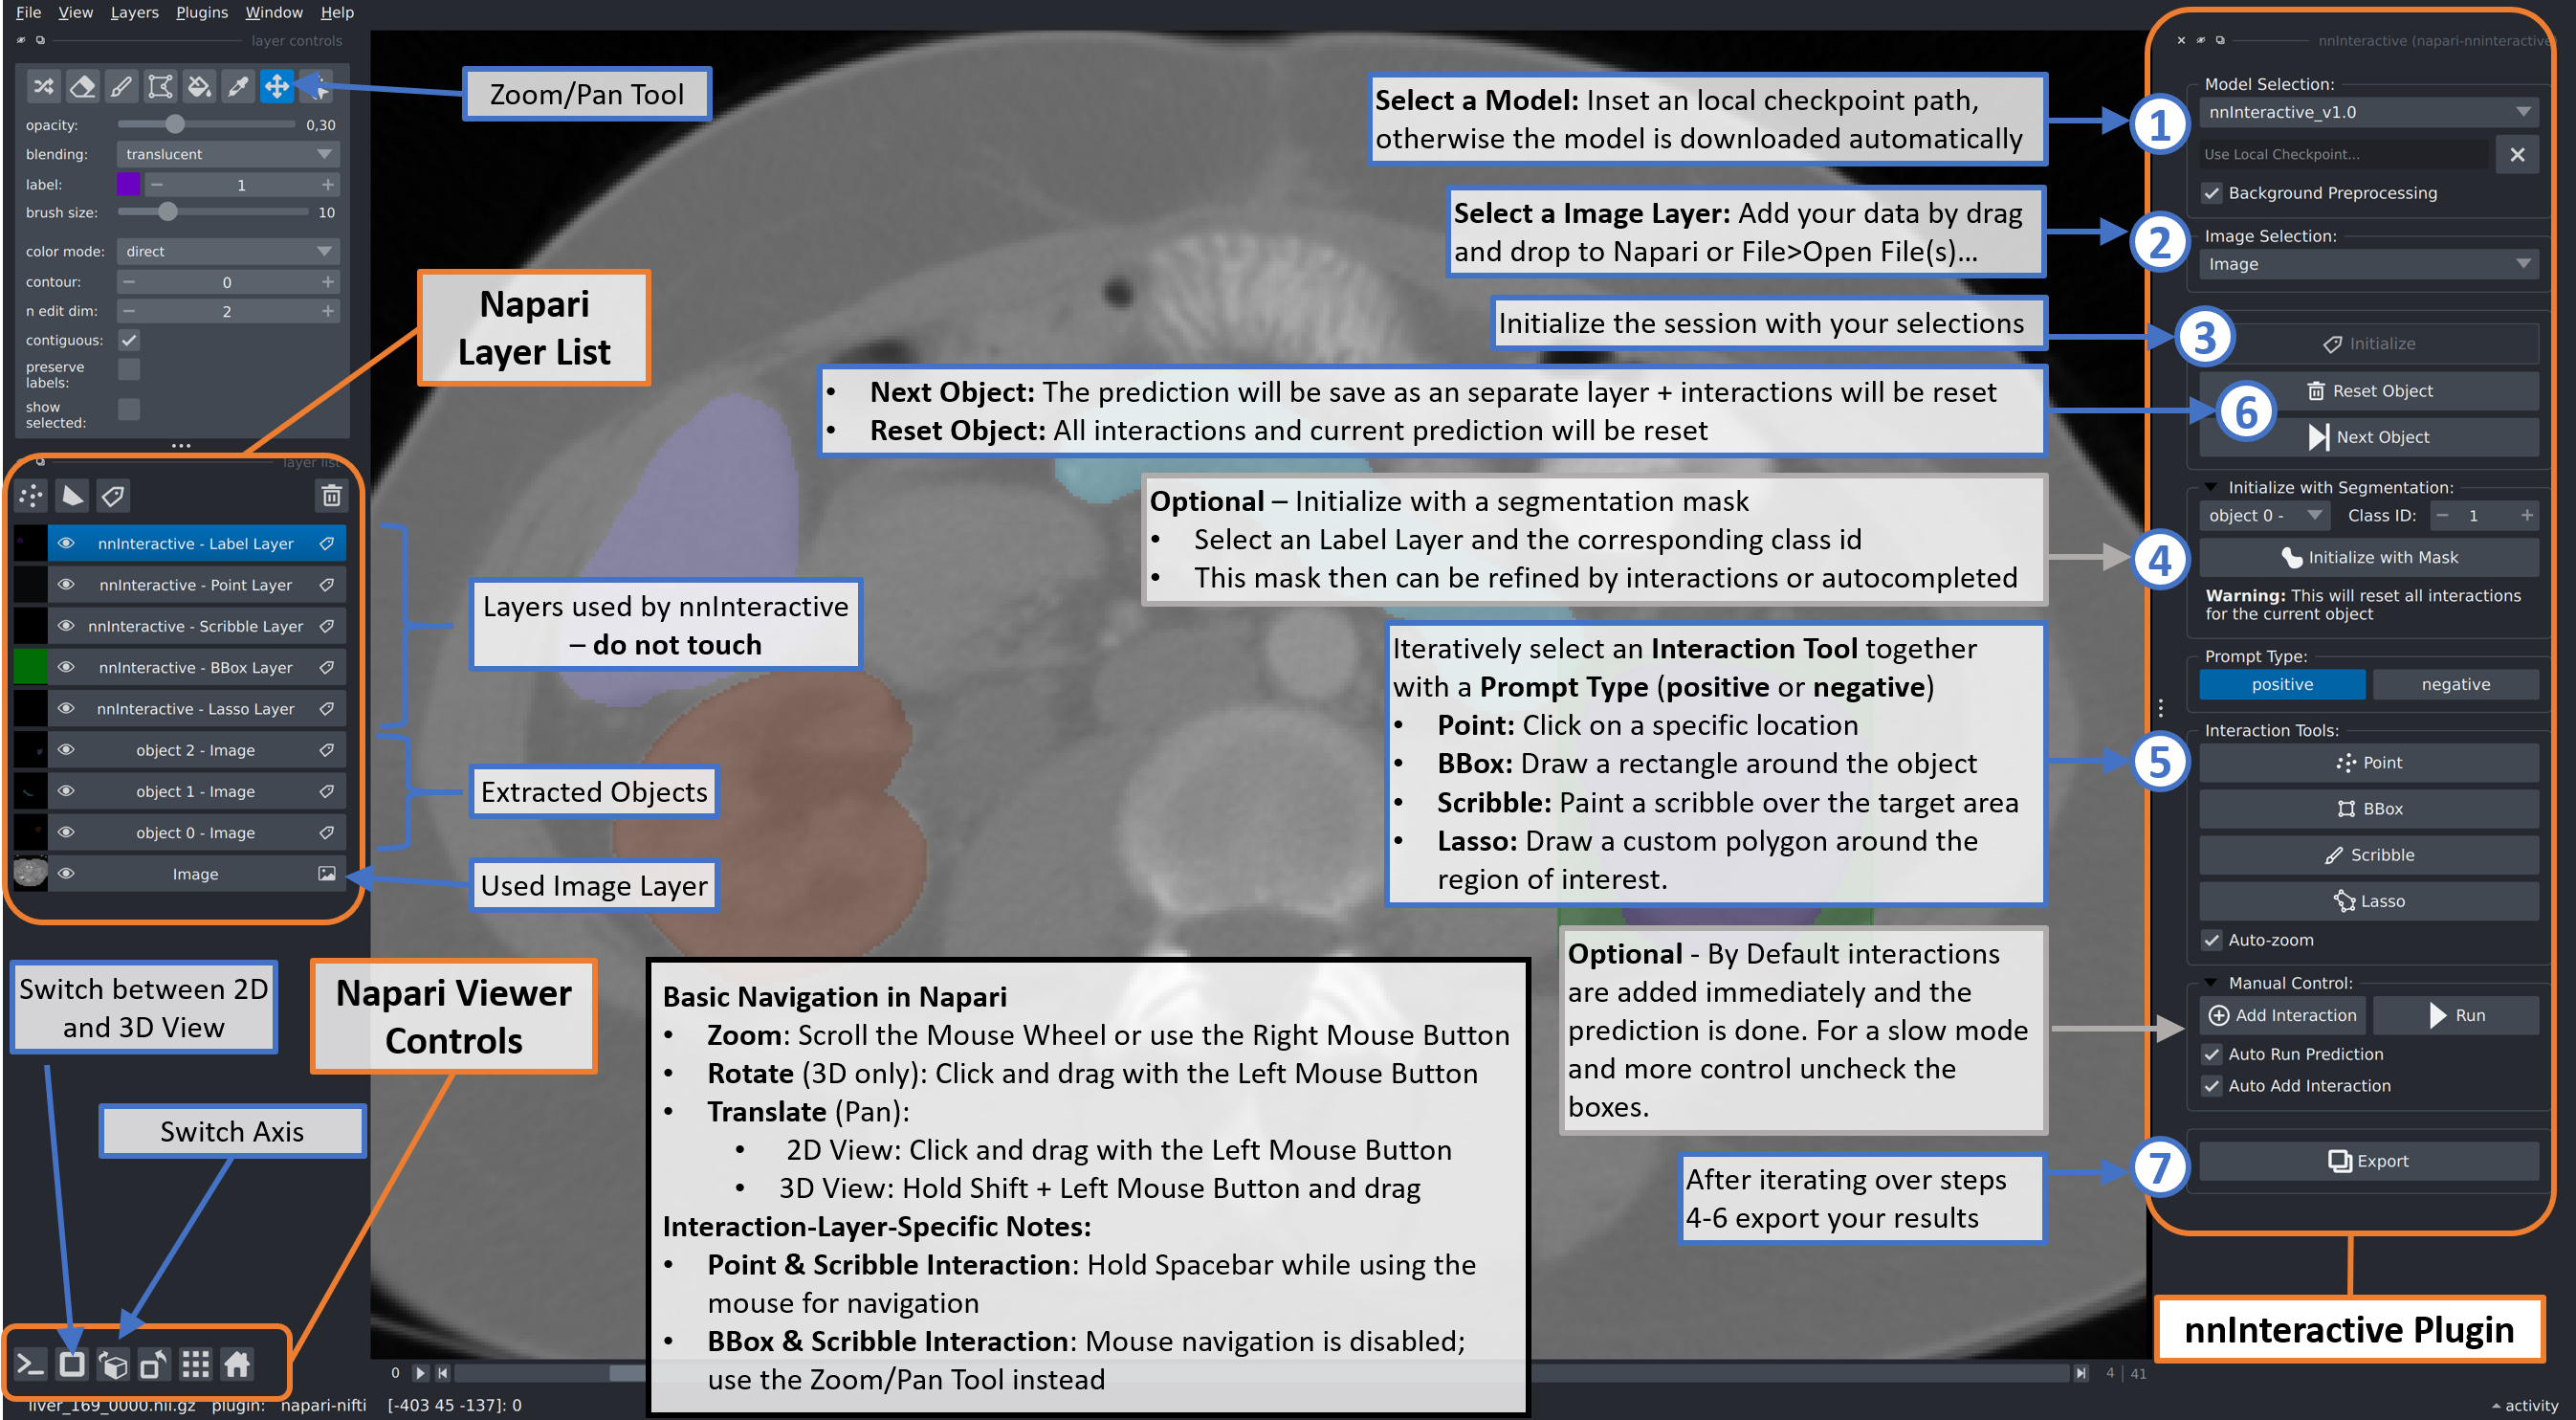 File View Layers Plugins Window Help
layer controls
opacity: 0,30
blending: translucent
label: 1
brush size: 10
color mode: direct
contour: 0
n edit dim: 2
contiguous:
preserve
labels:
show
selected:
layer list
nnInteractive - Label Layer
nnInteractive - Point Layer
nnInteractive - Scribble Layer
nnInteractive - BBox Layer
nnInteractive - Lasso Layer
object 2 - Image
object 1 - Image
object 0 - Image
Image
Zoom/Pan Tool
Napari
Layer List
Layers used by nnInteractive
– do not touch
Extracted Objects
Used Image Layer
Switch between 2D
and 3D View
Napari Viewer
Controls
Switch Axis
Select a Model: Inset an local checkpoint path,
otherwise the model is downloaded automatically
Select a Image Layer: Add your data by drag
and drop to Napari or File>Open File(s)...
Initialize the session with your selections
• Next Object: The prediction will be save as an separate layer + interactions will be reset
• Reset Object: All interactions and current prediction will be reset
Optional – Initialize with a segmentation mask
• Select an Label Layer and the corresponding class id
• This mask then can be refined by interactions or autocompleted
Iteratively select an Interaction Tool together
with a Prompt Type (positive or negative)
• Point: Click on a specific location
• BBox: Draw a rectangle around the object
• Scribble: Paint a scribble over the target area
• Lasso: Draw a custom polygon around the
region of interest.
Optional - By Default interactions
are added immediately and the
prediction is done. For a slow mode
and more control uncheck the
boxes.
After iterating over steps
4-6 export your results
Basic Navigation in Napari
• Zoom: Scroll the Mouse Wheel or use the Right Mouse Button
• Rotate (3D only): Click and drag with the Left Mouse Button
• Translate (Pan):
• 2D View: Click and drag with the Left Mouse Button
• 3D View: Hold Shift + Left Mouse Button and drag
Interaction-Layer-Specific Notes:
• Point & Scribble Interaction: Hold Spacebar while using the
mouse for navigation
• BBox & Scribble Interaction: Mouse navigation is disabled;
use the Zoom/Pan Tool instead
nnInteractive (napari-nninteractive
Model Selection:
1
nnInteractive_v1.0
Use Local Checkpoint...
Background Preprocessing
2
Image Selection:
Image
3
Initialize
Reset Object
6
Next Object
Initialize with Segmentation:
object 0 - Class ID: 1
4
Initialize with Mask
Warning: This will reset all interactions
for the current object
Prompt Type:
positive negative
Interaction Tools:
5
Point
BBox
Scribble
Lasso
Auto-zoom
Manual Control:
Add Interaction Run
Auto Run Prediction
Auto Add Interaction
7
Export
nnInteractive Plugin
0
4 | 41
liver_169_0000.nii.gz plugin: napari-nifti [-403 45 -137]: 0
activity